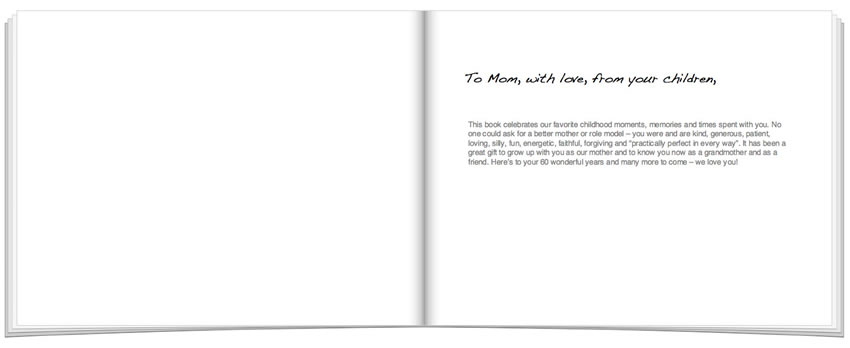 To Mom, with love, from your children,
This book celebrates our favorite childhood moments, memories and times spent with you. No
one could ask for a better mother or role model – you were and are kind, generous, patient,
loving, silly, fun, energetic, faithful, forgiving and "practically perfect in every way". It has been a
great gift to grow up with you as our mother and to know you now as a grandmother and as a
friend. Here's to your 60 wonderful years and many more to come – we love you!